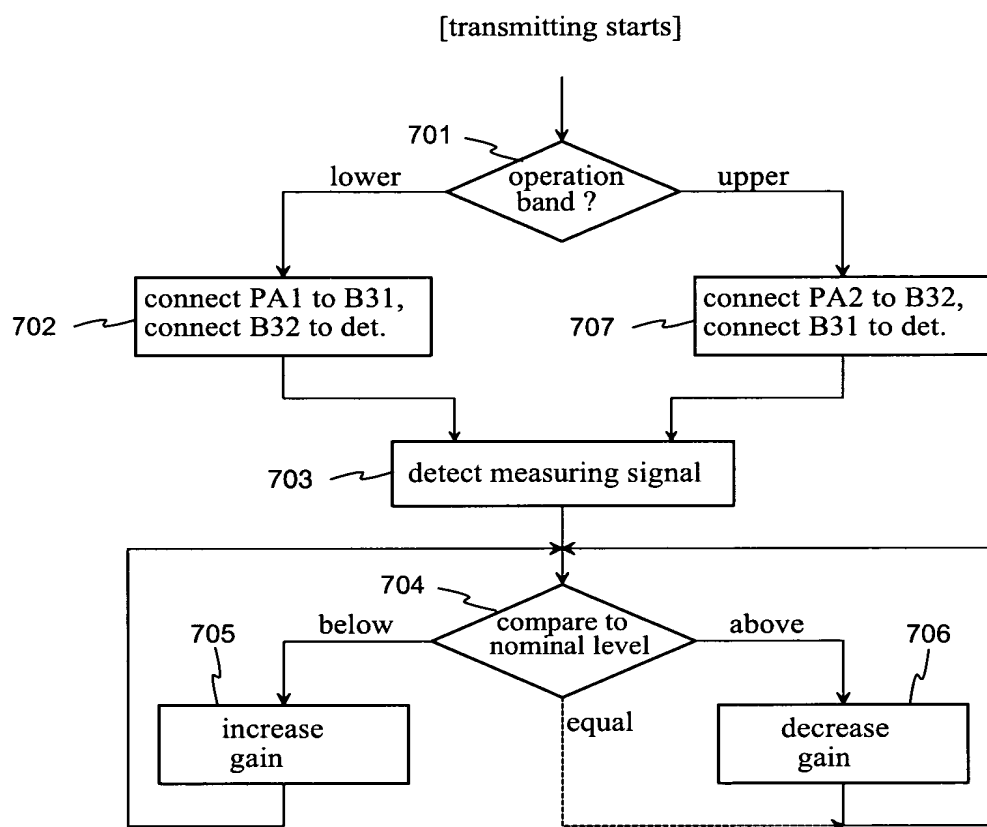 [transmitting starts]
701
operation
band ?
lower
upper
702
connect PA1 to B31,
connect B32 to det.
707
connect PA2 to B32,
connect B31 to det.
703
detect measuring signal
704
compare to
nominal level
below
above
705
706
equal
increase
gain
decrease
gain